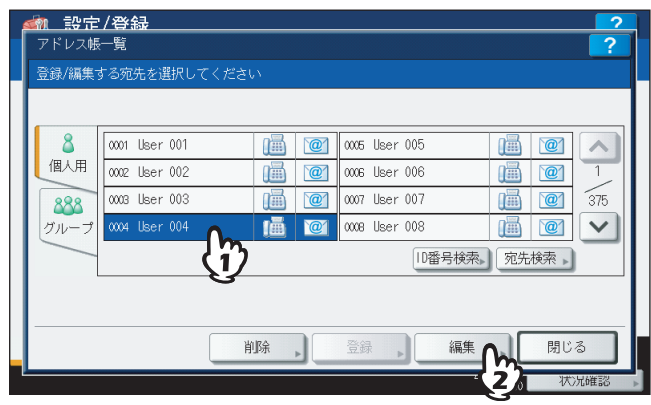 設定/登録
?
アドレス帳一覧
?
登録/編集する宛先を選択してください
個人用
グループ
0001 User 001
0005 User 005
0002 User 002
0006 User 006
0003 User 003
0007 User 007
0004 User 004
0008 User 008
1
375
1
ID番号検索
宛先検索
削除
登録
編集
閉じる
2
状況確認